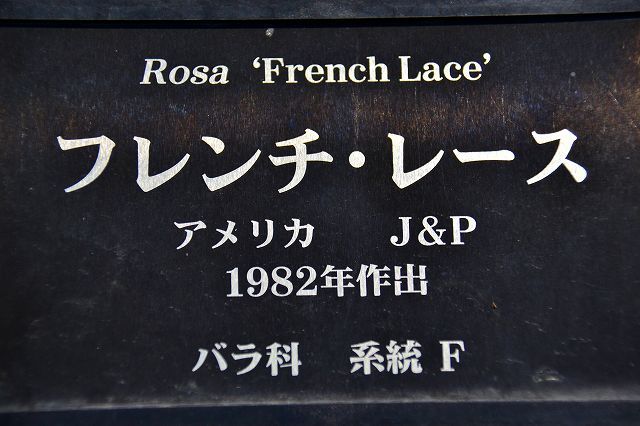 Rosa ‘French Lace’
フレンチ・レース
アメリカ J&P
1982年作出
バラ科 系統 F